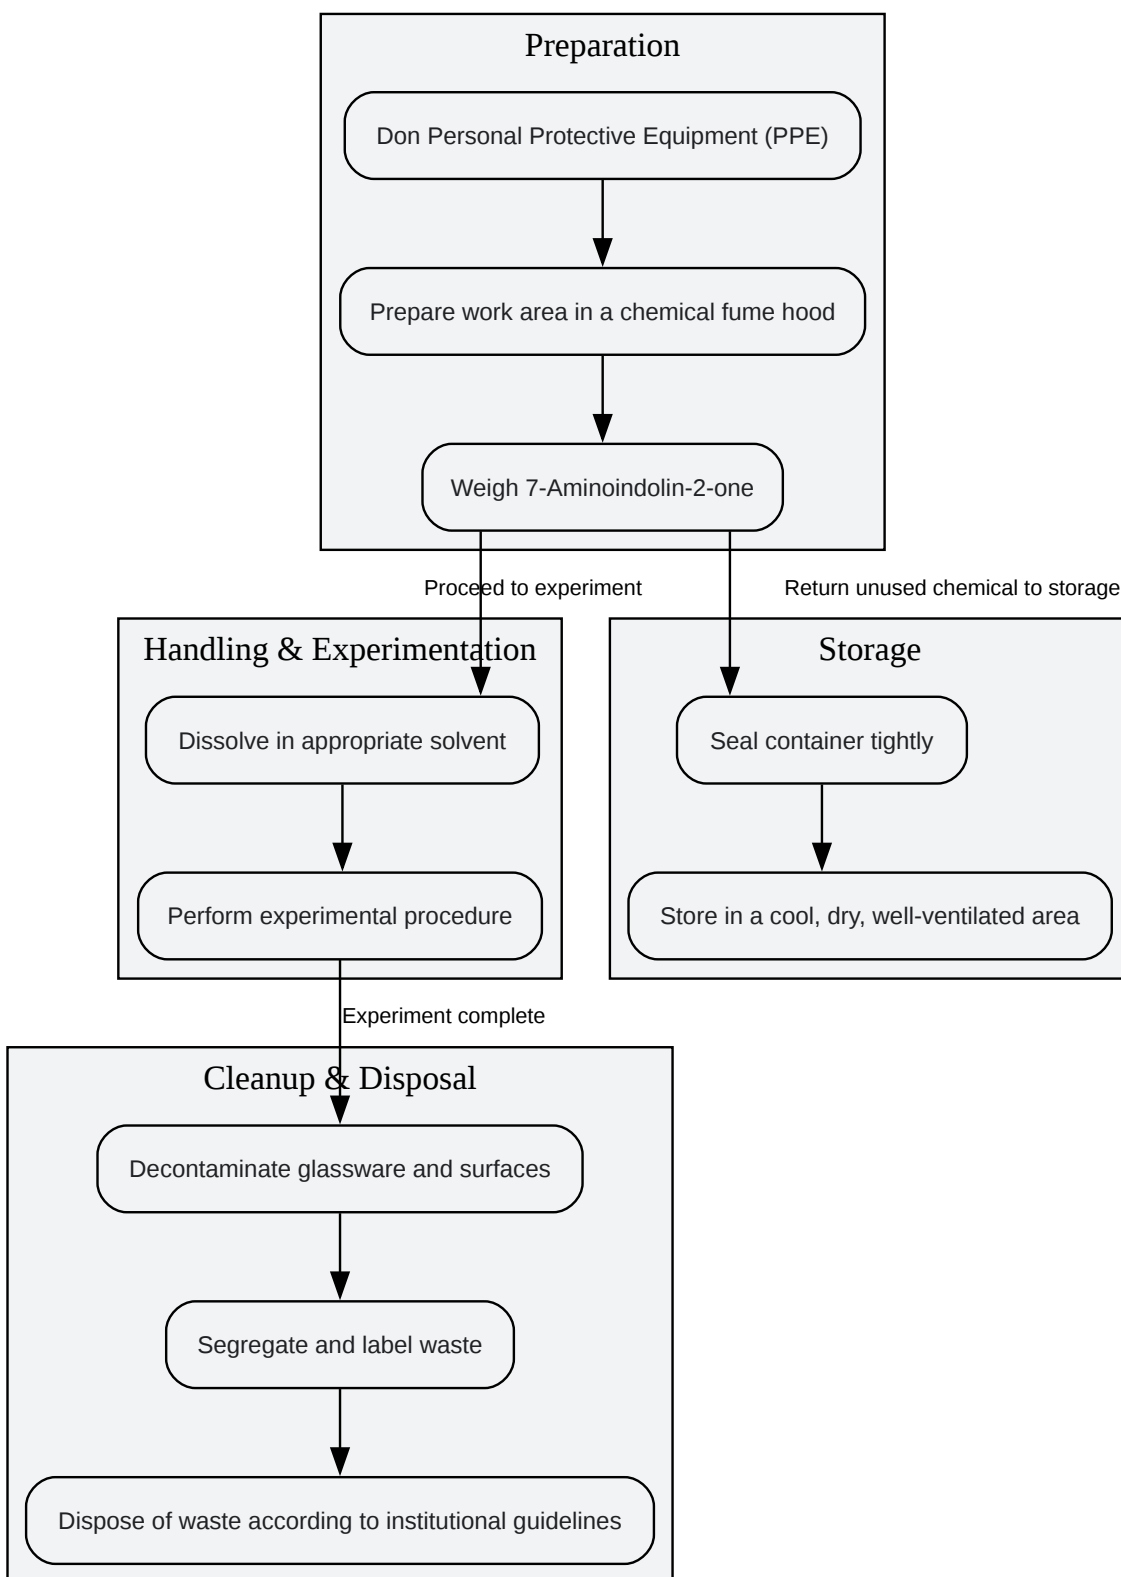 Preparation
Don Personal Protective Equipment (PPE)
Prepare work area in a chemical fume hood
Weigh 7-Aminoindolin-2-one
Proceed to experiment
Return unused chemical to storage
Handling & Experimentation
Storage
Dissolve in appropriate solvent
Seal container tightly
Perform experimental procedure
Store in a cool, dry, well-ventilated area
Experiment complete
Cleanup & Disposal
Decontaminate glassware and surfaces
Segregate and label waste
Dispose of waste according to institutional guidelines